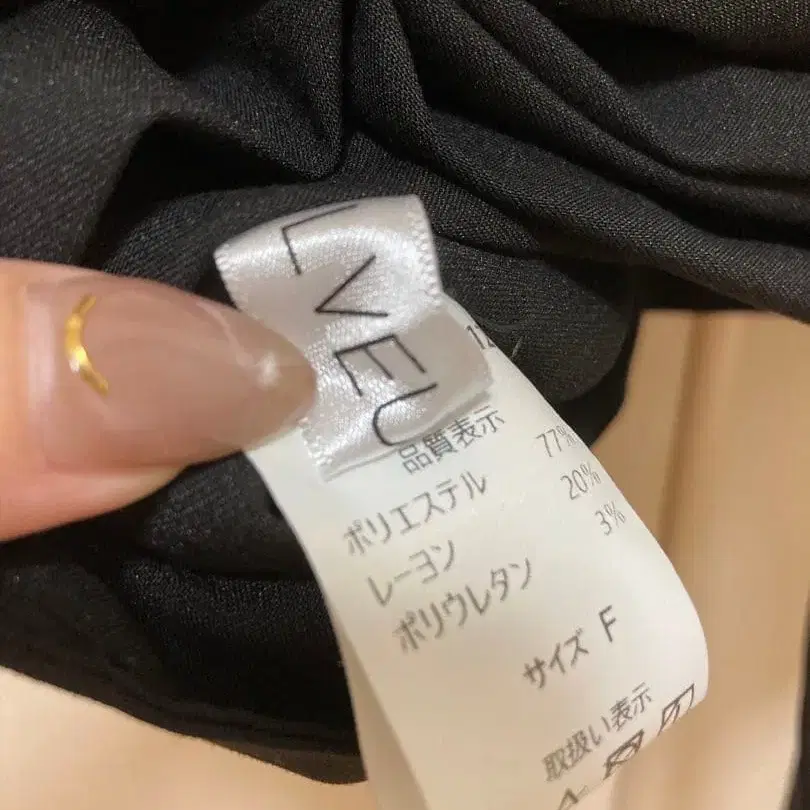 LVEU
12
品質表示
ポリエステル 77%
レーヨン 20%
ポリウレタン 3%
サイズ F
取扱い表示